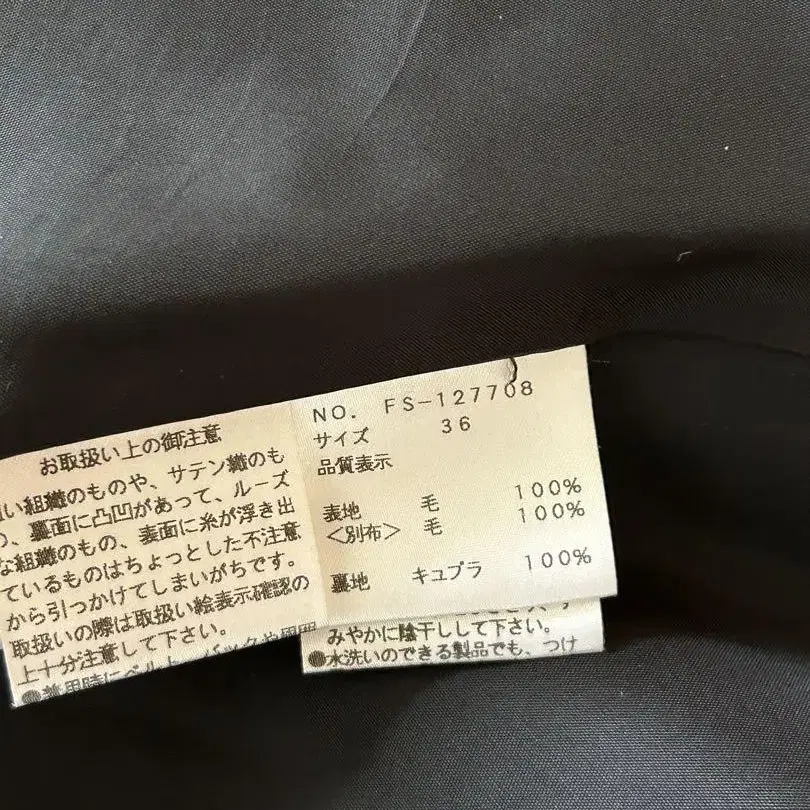 お取扱い上の御注意
い組織のものや、サテン織のも
、裏面に凸凹があって、ルーズ
な組織のもの、表面に糸が浮き出
ているものはちょっとした不注意
から引つかけてしまいがちです。
取扱いの際は取扱い絵表示確認の
上十分注意して下さい。
NO. FS-127708
サイズ 36
品質表示
表地 毛 100%
<別布> 毛 100%
裏地 キュプラ 100%
みやかに陰干しして下さい。
●水洗いのできる製品でも、つけ